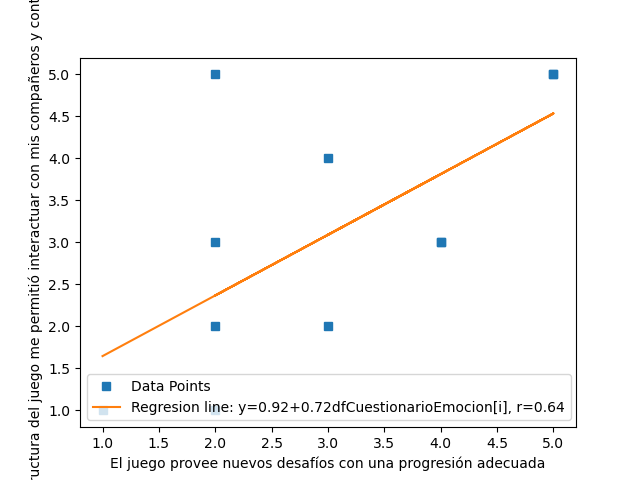 5.0
4.5
4.0
3.5
3.0
2.5
2.0
1.5
1.0
del juego me permitió interactuar con mis compañeros y
Data Points
Regresion line: y=0.92+0.72dfCuestionarioEmocion[i], r=0.64
1.0 1.5 2.0 2.5 3.0 3.5 4.0 4.5 5.0
El juego provee nuevos desafíos con una progresión adecuada